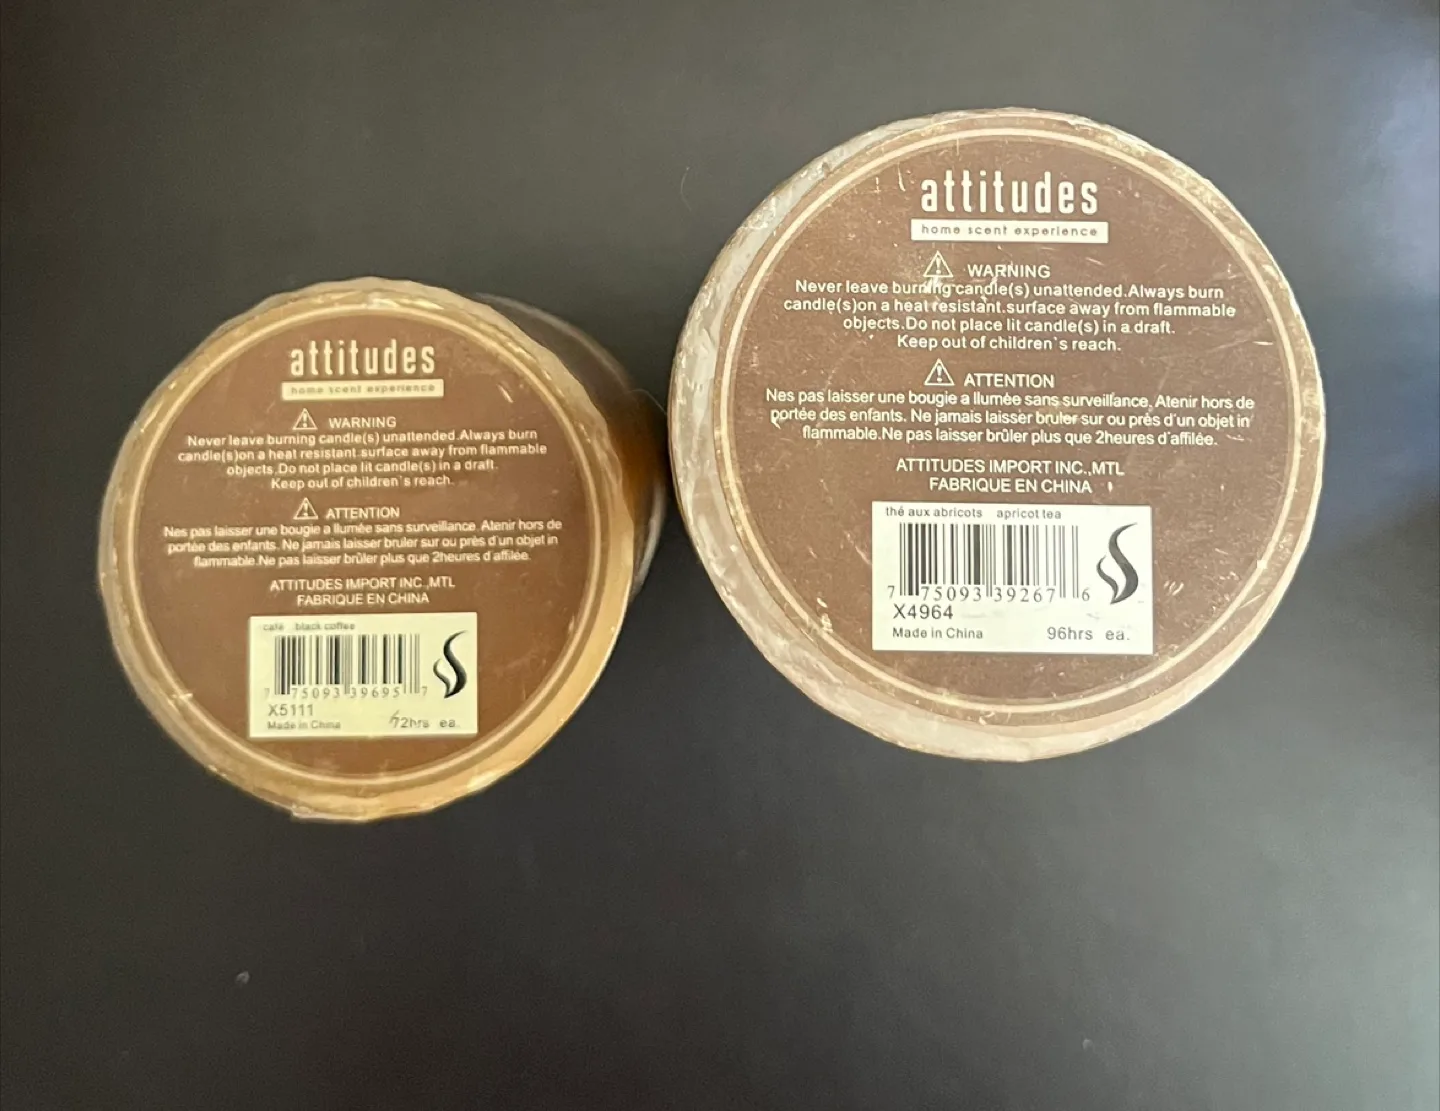 attitudes
home scent experience
WARNING
Never leave burning candle(s) unattended.Always burn
candle(s)on a heat resistant.surface away from flammable
objects.Do not place lit candle(s) in a draft.
Keep out of children`s reach.
ATTENTION
Nes pas laisser une bougie a llumée sans surveillance. Atenir hors de
portée des enfants. Ne jamais laisser bruler sur ou près d'un objet in
flammable.Ne pas laisser brûler plus que 2heures d'affilée.
ATTITUDES IMPORT INC.,MTL
FABRIQUE EN CHINA
café black coffee
7 75093 39695 7
X5111
Made in China 72hrs ea.
attitudes
home scent experience
WARNING
Never leave burning candle(s) unattended.Always burn
candle(s)on a heat resistant.surface away from flammable
objects.Do not place lit candle(s) in a draft.
Keep out of children`s reach.
ATTENTION
Nes pas laisser une bougie a llumée sans surveillance. Atenir hors de
portée des enfants. Ne jamais laisser bruler sur ou près d'un objet in
flammable.Ne pas laisser brûler plus que 2heures d'affilée.
ATTITUDES IMPORT INC.,MTL
FABRIQUE EN CHINA
thé aux abricots apricot tea
7 75093 39267 6
X4964
Made in China 96hrs ea.